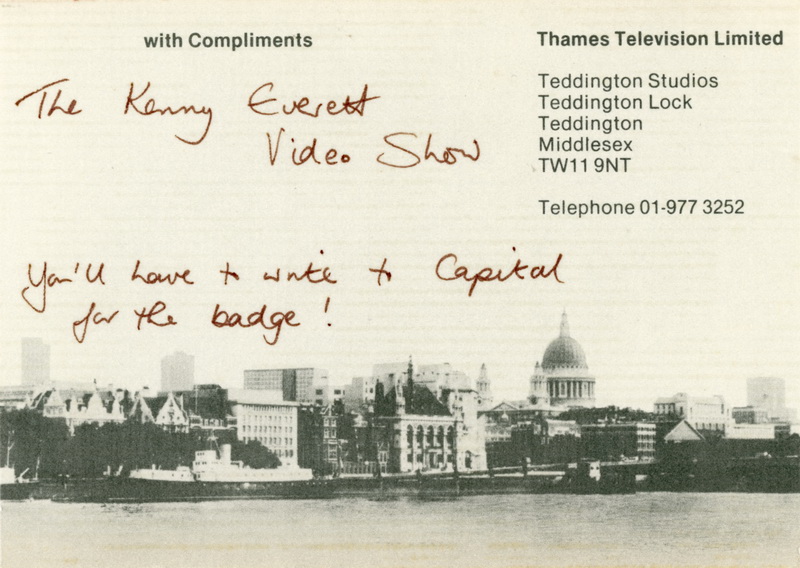 with Compliments
Thames Television Limited
Teddington Studios
Teddington Lock
Teddington
Middlesex
TW11 9NT
Telephone 01-977 3252
The Kenny Everett
Video Show
You'll have to write to Capital
for the badge!